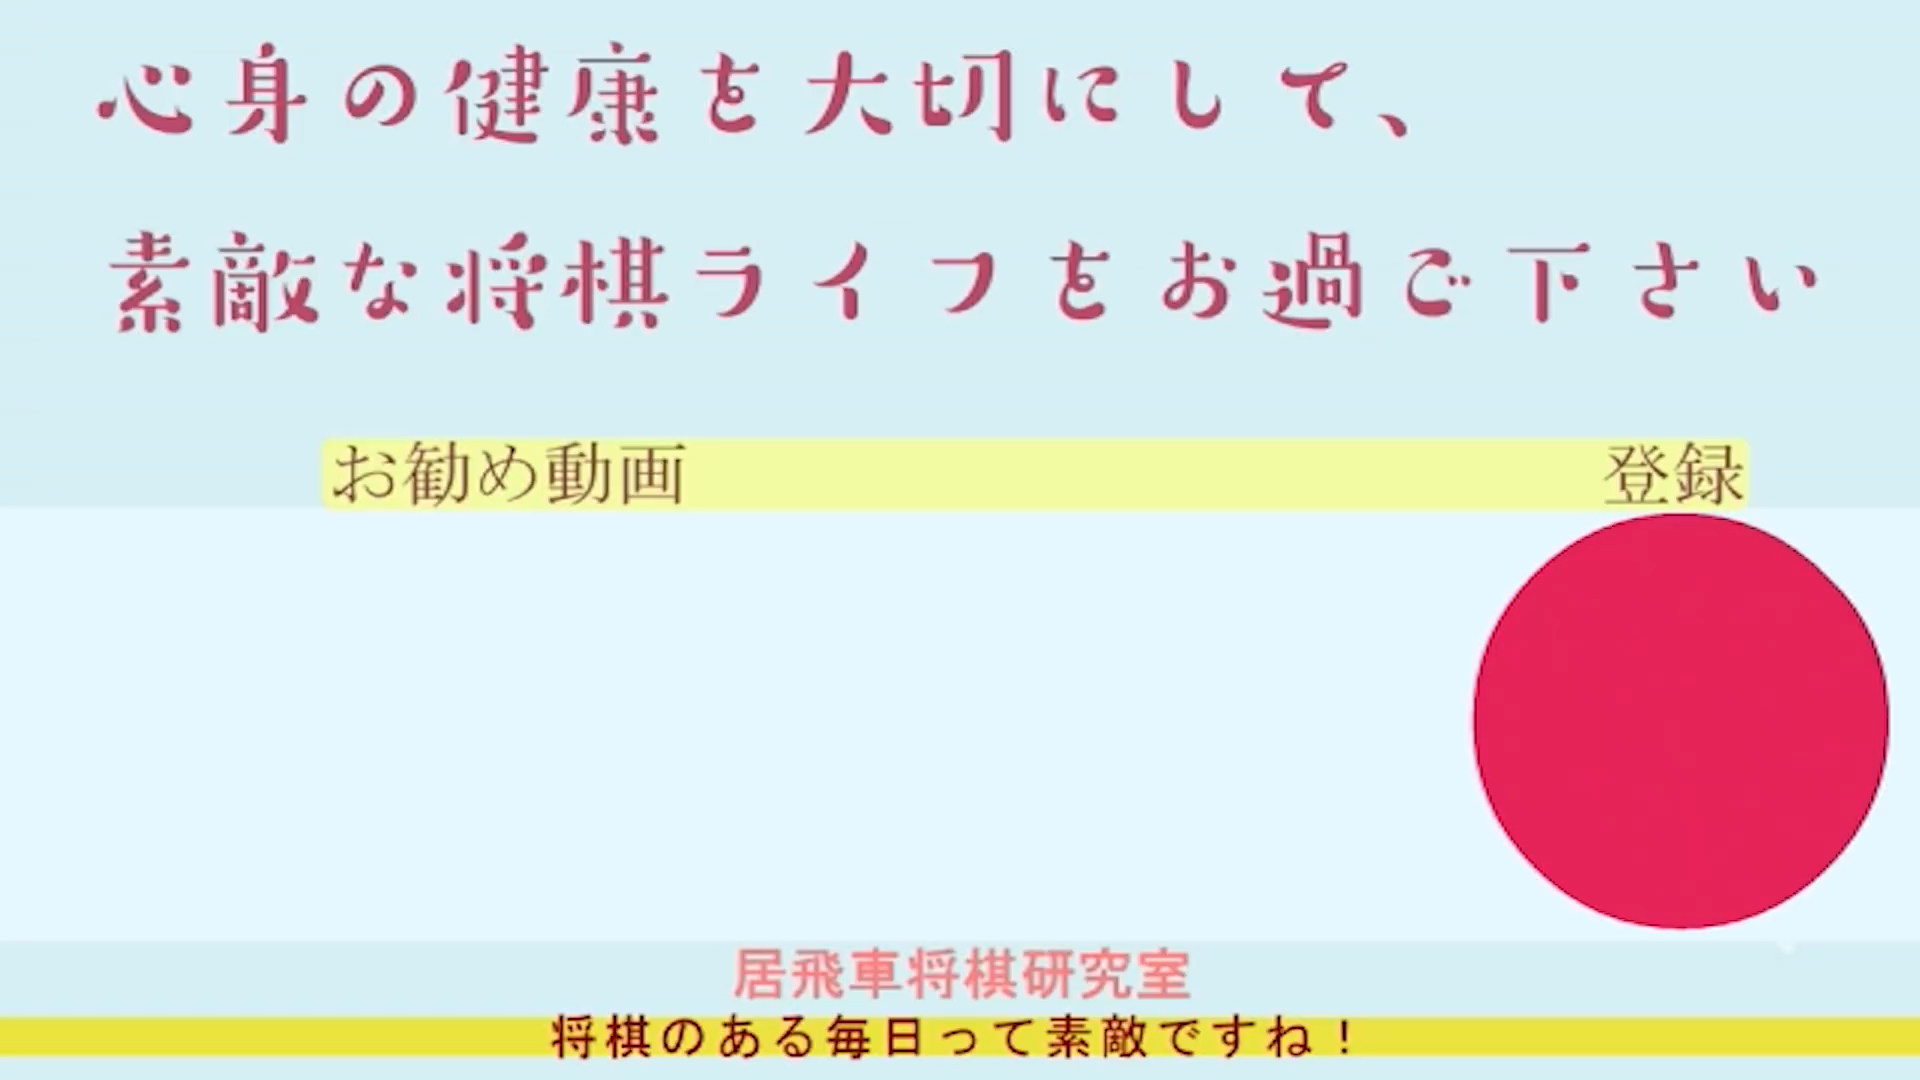 心身の健康を大切にして、
素敵な将棋ライフをお過ご下さい
お勧め動画
登録
居飛車将棋研究室
将棋のある毎日って素敵ですね！